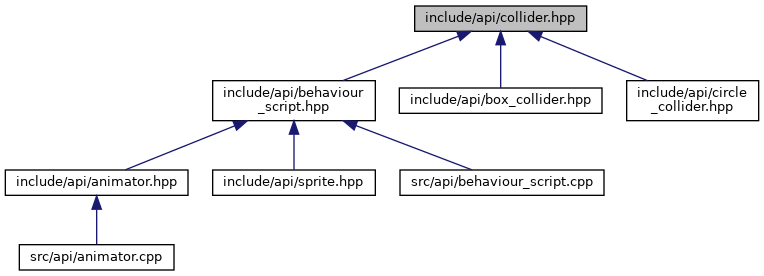 include/api/collider.hpp
include/api/behaviour
_script.hpp
include/api/box_collider.hpp
include/api/circle
_collider.hpp
include/api/animator.hpp
include/api/sprite.hpp
src/api/behaviour_script.cpp
src/api/animator.cpp